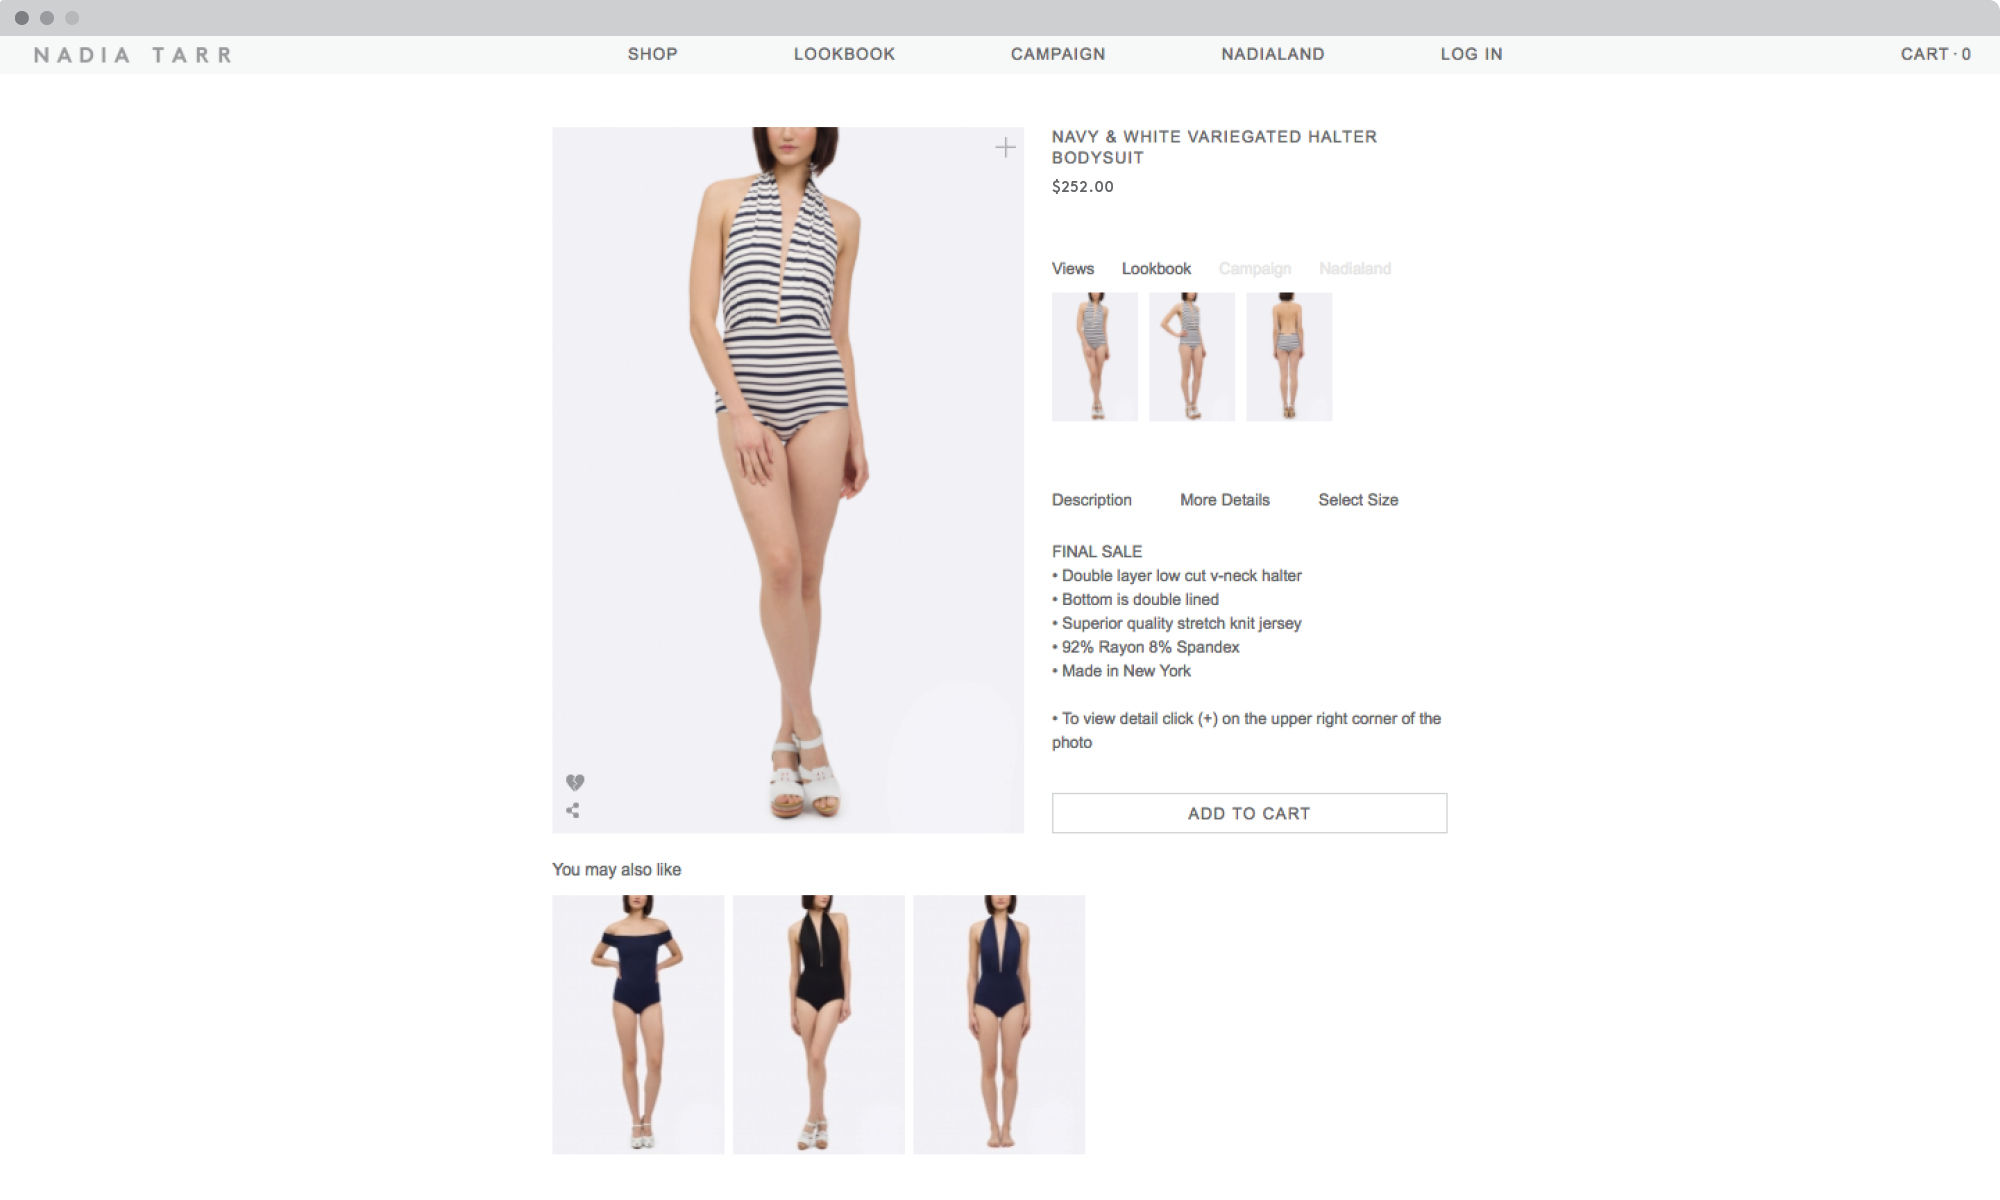 NADIA TARR
SHOP
LOOKBOOK
CAMPAIGN
NADIALAND
LOG IN
CART · 0
NAVY & WHITE VARIEGATED HALTER
BODYSUIT
$252.00
Views
Lookbook
Campaign
Nadialand
Description
More Details
Select Size
FINAL SALE
• Double layer low cut v-neck halter
• Bottom is double lined
• Superior quality stretch knit jersey
• 92% Rayon 8% Spandex
• Made in New York
• To view detail click (+) on the upper right corner of the
photo
ADD TO CART
You may also like